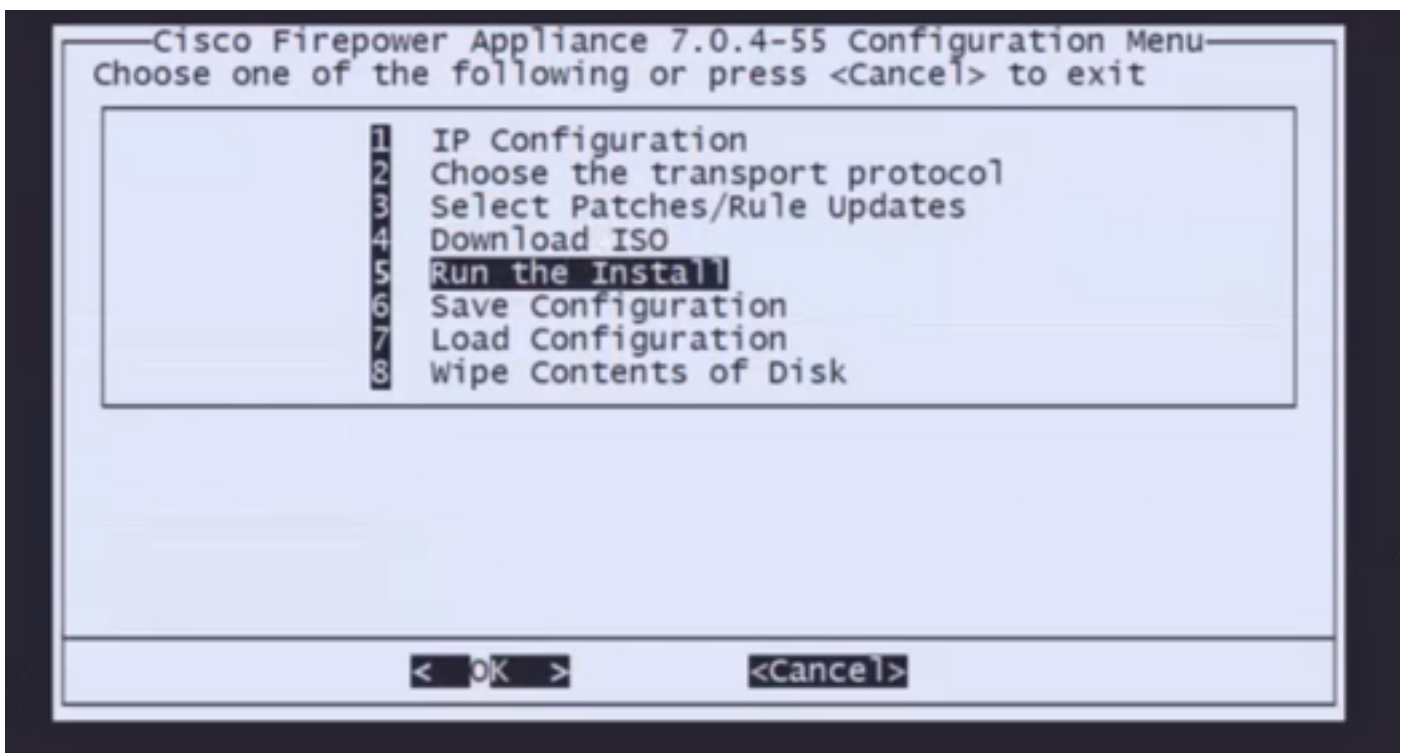 Cisco Firepower Appliance 7.0.4-55 Configuration Menu
Choose one of the following or press <Cancel> to exit
1 IP Configuration
2 Choose the transport protocol
3 Select Patches/Rule Updates
4 Download ISO
5 Run the Install
6 Save Configuration
7 Load Configuration
8 Wipe Contents of Disk
< OK > <Cancel>